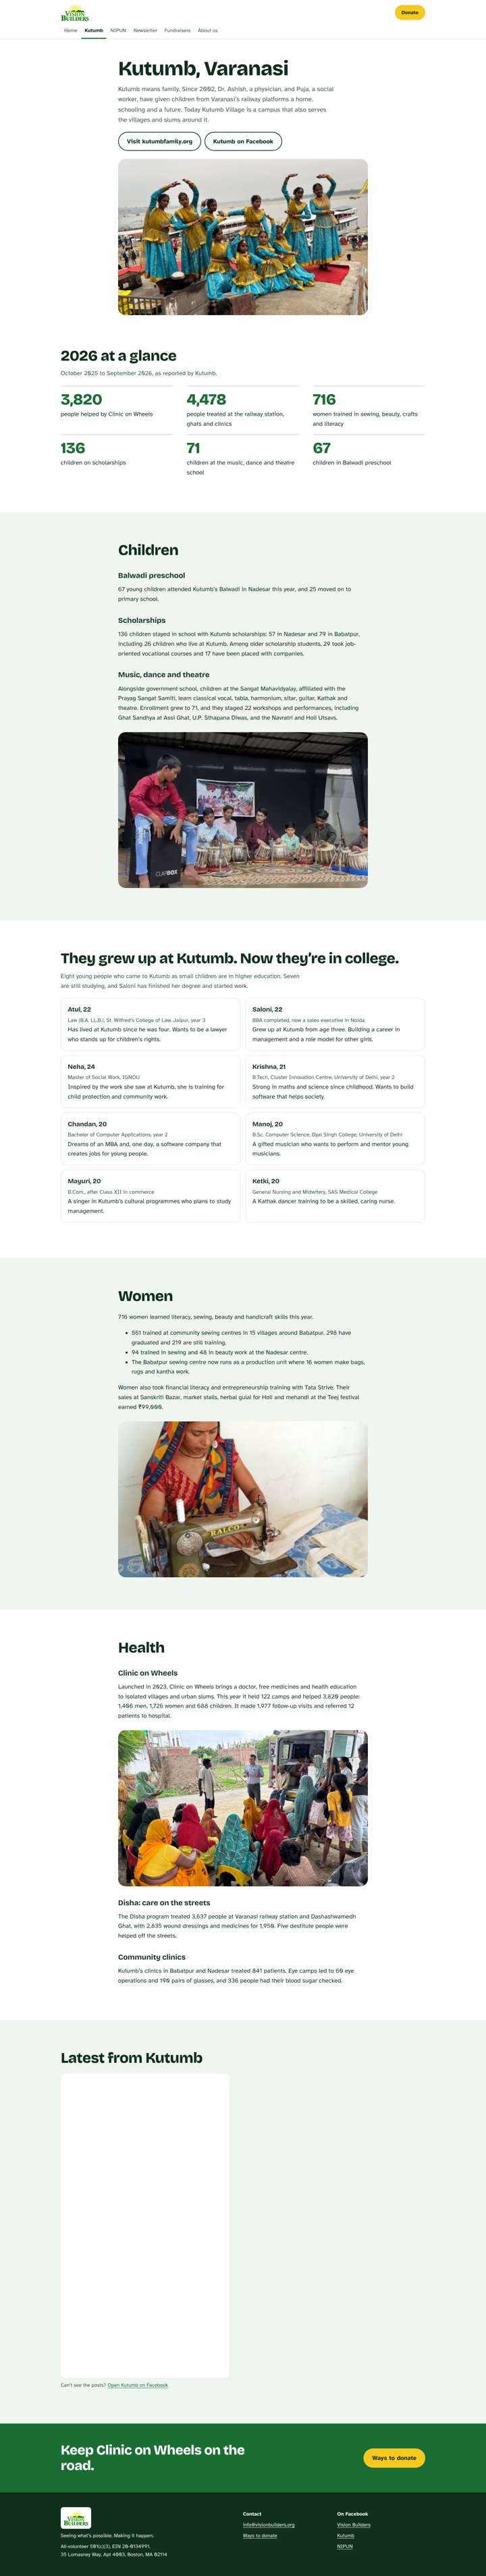 VISION
BUILDERS
Donate
Home Kutumb NIPUN Newsletter Fundraisers About us
Kutumb, Varanasi
Kutumb means family. Since 2002, Dr. Ashish, a physician, and Puja, a social
worker, have given children from Varanasi's railway platforms a home,
schooling and a future. Today Kutumb Village is a campus that also serves
the villages and slums around it.
Visit kutumbfamily.org Kutumb on Facebook
2026 at a glance
October 2025 to September 2026, as reported by Kutumb.
3,820
people helped by Clinic on Wheels
4,478
people treated at the railway station,
ghats and clinics
716
women trained in sewing, beauty, crafts
and literacy
136
children on scholarships
71
children at the music, dance and theatre
school
67
children in Balwadi preschool
Children
Balwadi preschool
67 young children attended Kutumb's Balwadi in Nadesar this year, and 25 moved on to
primary school.
Scholarships
136 children stayed in school with Kutumb scholarships: 57 in Nadesar and 79 in Babatpur,
including 26 children who live at Kutumb. Among older scholarship students, 29 took job-
oriented vocational courses and 17 have been placed with companies.
Music, dance and theatre
Alongside government school, children at the Sangat Mahavidyalay, affiliated with the
Prayag Sangat Samiti, learn classical vocal, tabla, harmonium, sitar, guitar, Kathak and
theatre. Enrollment grew to 71, and they staged 22 workshops and performances, including
Ghat Sandhya at Assi Ghat, U.P. Sthapana Diwas, and the Navratri and Holi Utsavs.
CLAPBOX
They grew up at Kutumb. Now they're in college.
Eight young people who came to Kutumb as small children are in higher education. Seven
are still studying, and Saloni has finished her degree and started work.
Atul, 22
Law (B.A. LL.B.), St. Wilfred's College of Law, Jaipur, year 3
Has lived at Kutumb since he was four. Wants to be a lawyer
who stands up for children's rights.
Saloni, 22
BBA completed, now a sales executive in Noida
Grew up at Kutumb from age three. Building a career in
management and a role model for other girls.
Neha, 24
Master of Social Work, IGNOU
Inspired by the work she saw at Kutumb, she is training for
child protection and community work.
Krishna, 21
B.Tech, Cluster Innovation Centre, University of Delhi, year 2
Strong in maths and science since childhood. Wants to build
software that helps society.
Chandan, 20
Bachelor of Computer Applications, year 2
Dreams of an MBA and, one day, a software company that
creates jobs for young people.
Manoj, 20
B.Sc. Computer Science, Dyal Singh College, University of Delhi
A gifted musician who wants to perform and mentor young
musicians.
Mayuri, 20
B.Com., after Class XII in commerce
A singer in Kutumb's cultural programmes who plans to study
management.
Ketki, 20
General Nursing and Midwifery, SAS Medical College
A Kathak dancer training to be a skilled, caring nurse.
Women
716 women learned literacy, sewing, beauty and handicraft skills this year.
• 561 trained at community sewing centres in 15 villages around Babatpur. 298 have
graduated and 219 are still training.
• 94 trained in sewing and 48 in beauty work at the Nadesar centre.
• The Babatpur sewing centre now runs as a production unit where 16 women make bags,
rugs and kantha work.
Women also took financial literacy and entrepreneurship training with Tata Strive. Their
sales at Sanskriti Bazar, market stalls, herbal gulal for Holi and mehandi at the Teej festival
earned ₹99,000.
RALCO
Health
Clinic on Wheels
Launched in 2023, Clinic on Wheels brings a doctor, free medicines and health education
to isolated villages and urban slums. This year it held 122 camps and helped 3,820 people:
1,406 men, 1,726 women and 688 children. It made 1,977 follow-up visits and referred 12
patients to hospital.
Disha: care on the streets
The Disha program treated 3,637 people at Varanasi railway station and Dashashwamedh
Ghat, with 2,635 wound dressings and medicines for 1,950. Five destitute people were
helped off the streets.
Community clinics
Kutumb's clinics in Babatpur and Nadesar treated 841 patients. Eye camps led to 60 eye
operations and 190 pairs of glasses, and 336 people had their blood sugar checked.
Latest from Kutumb
Can't see the posts? Open Kutumb on Facebook
Keep Clinic on Wheels on the
road.
Ways to donate
VISION
BUILDERS
Seeing what's possible. Making it happen.
All-volunteer 501(c)(3), EIN 20-0134991.
35 Lomasney Way, Apt 4003, Boston, MA 02114
Contact
info@visionbuilders.org
Ways to donate
On Facebook
Vision Builders
Kutumb
NIPUN